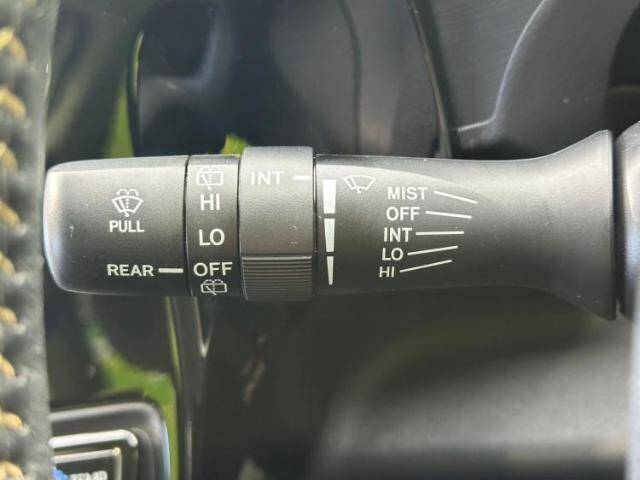 PULL
REAR
HI
LO
OFF
INT
MIST
OFF
INT
LO
HI